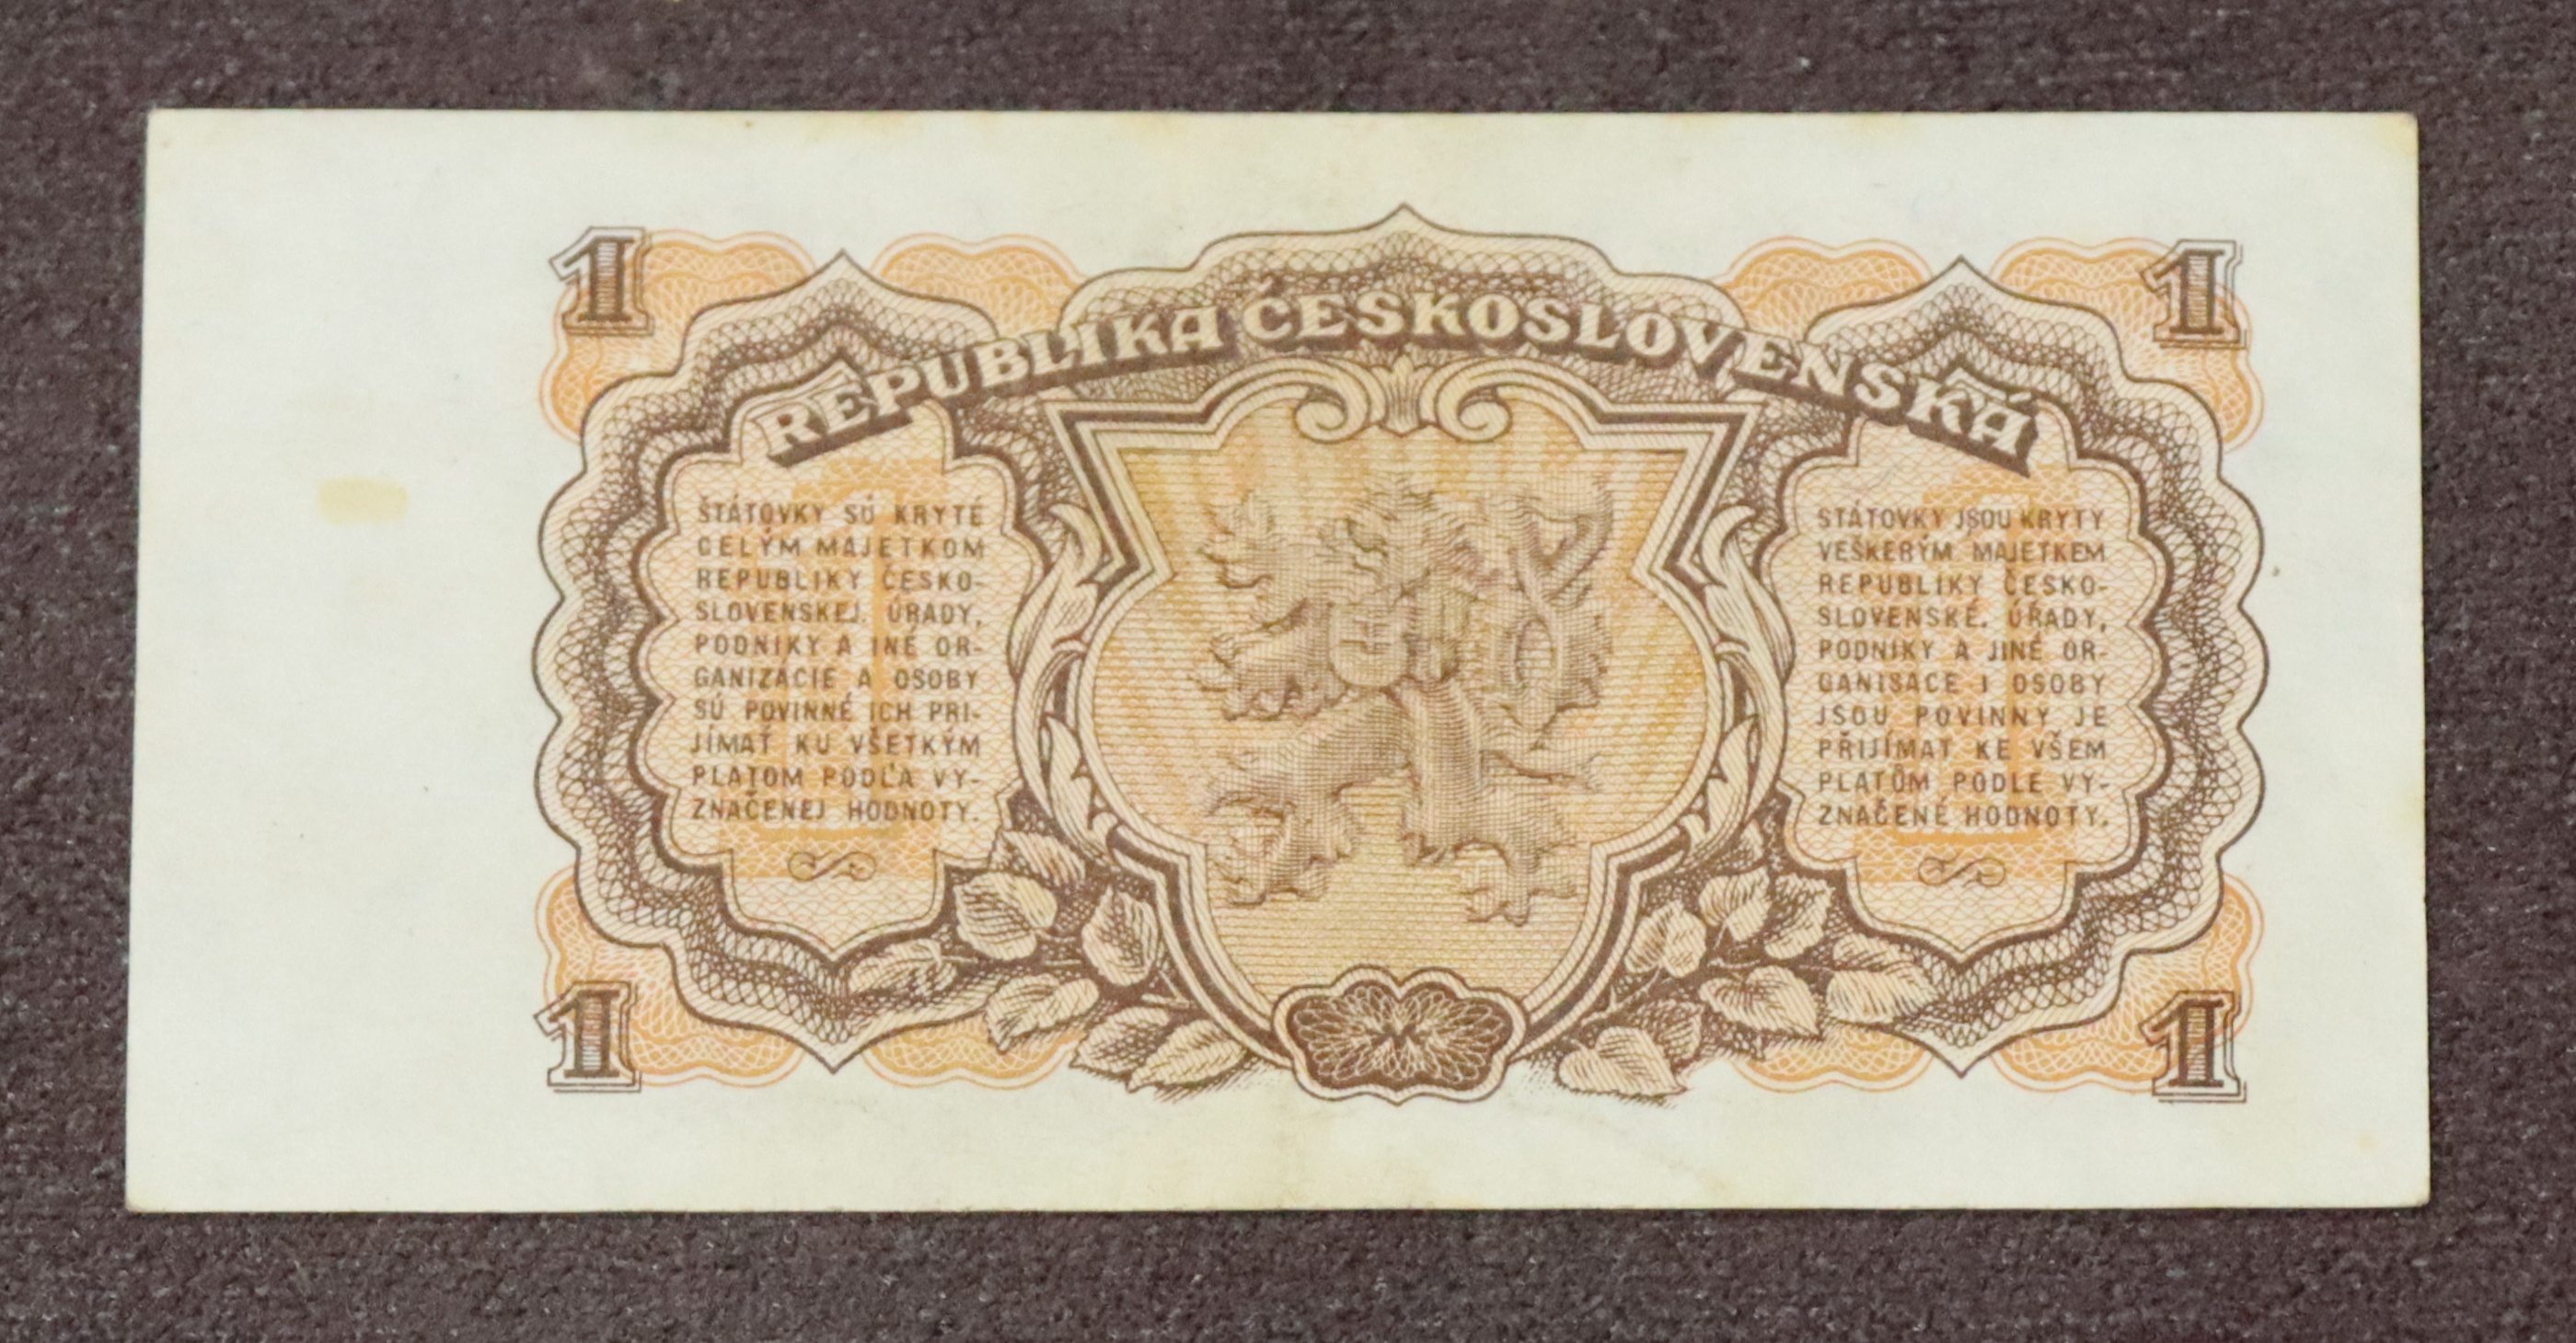 1
1
REPUBLIKA ČESKOSLOVENSKÁ
ŠTÁTOVKY SÚ KRYTÉ
CELÝM MAJETKOM
REPUBLIKY ČESKO-
SLOVENSKEJ. ÚRADY,
PODNIKY A INÉ OR-
GANIZÁCIE A OSOBY
SÚ POVINNÉ ICH PRI-
JÍMAŤ KU VŠETKÝM
PLATOM PODĽA VY-
ZNAČENEJ HODNOTY.
STÁTOVKY JSOU KRYTY
VEŠKERÝM MAJETKEM
REPUBLIKY ČESKO-
SLOVENSKÉ. ÚŘADY,
PODNIKY A JINÉ OR-
GANISACE I OSOBY
JSOU POVINNY JE
PŘIJÍMAT KE VŠEM
PLATŮM PODLE VY-
ZNAČENÉ HODNOTY.
1
1